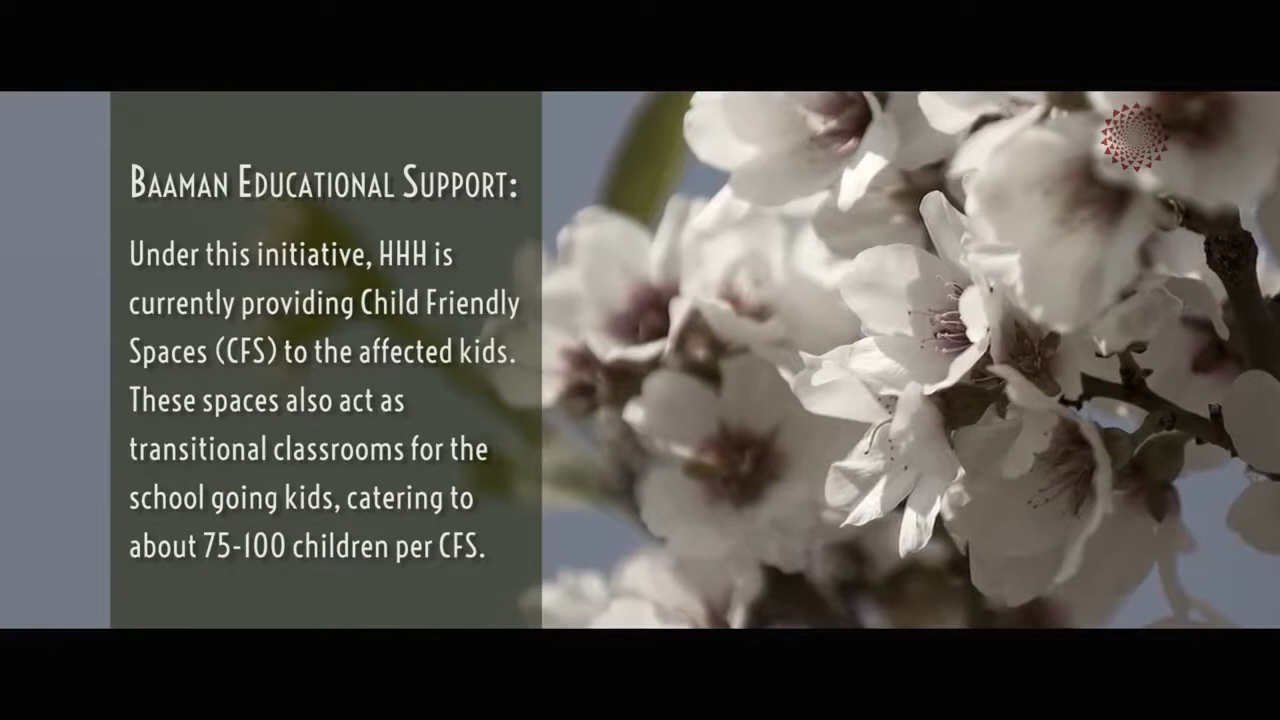 Baaman Educational Support:
Under this initiative, HHH is
currently providing Child Friendly
Spaces (CFS) to the affected kids.
These spaces also act as
transitional classrooms for the
school going kids, catering to
about 75-100 children per CFS.